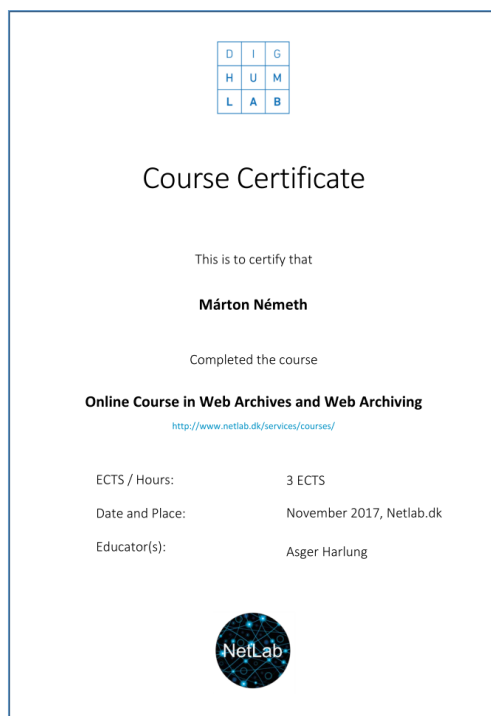 D I G
H U M
L A B
Course Certificate
This is to certify that
Márton Németh
Completed the course
Online Course in Web Archives and Web Archiving
http://www.netlab.dk/services/courses/
ECTS / Hours: 3 ECTS
Date and Place: November 2017, Netlab.dk
Educator(s): Asger Harlung
NetLab